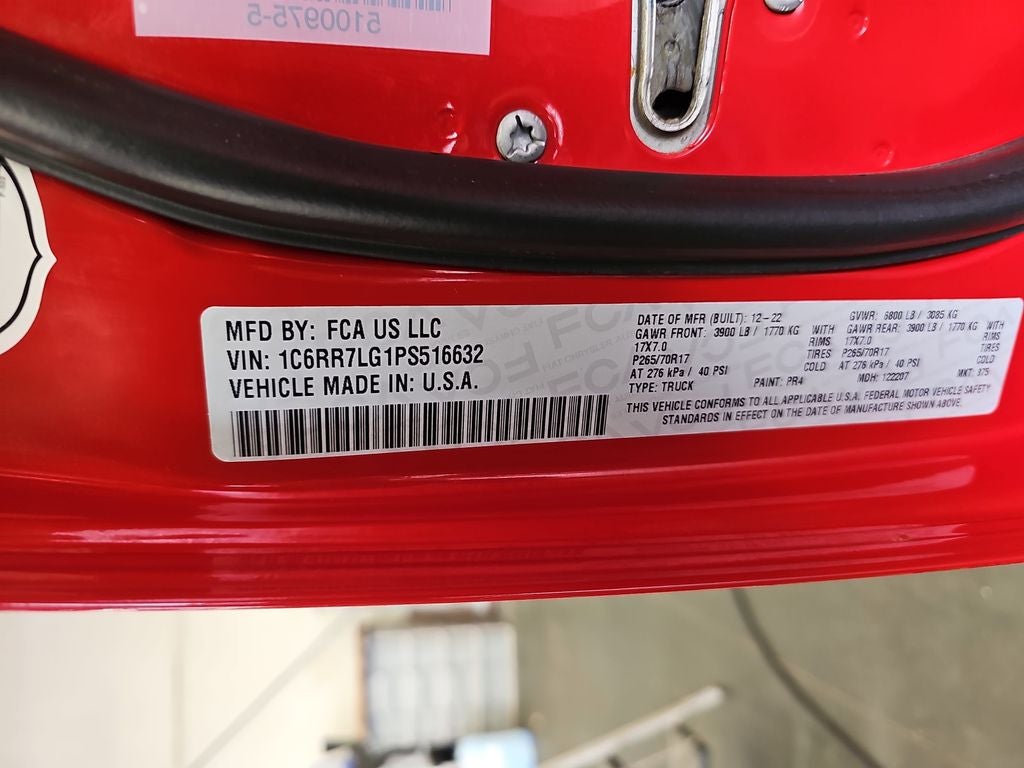 5100975-5
MFD BY: FCA US LLC
VIN: 1C6RR7LG1PS516632
VEHICLE MADE IN: U.S.A.
DATE OF MFR (BUILT): 12-22 GVWR: 6800 LB / 3085 KG
GAWR FRONT: 3900 LB / 1770 KG WITH GAWR REAR: 3900 LB / 1770 KG WITH
17X7.0 RIMS 17X7.0 RIMS
P265/70R17 TIRES P265/70R17 TIRES
AT 276 kPa / 40 PSI COLD AT 276 kPa / 40 PSI COLD
TYPE: TRUCK PAINT: PR4 MDH: 122207 MKT: 975
THIS VEHICLE CONFORMS TO ALL APPLICABLE U.S.A. FEDERAL MOTOR VEHICLE SAFETY
STANDARDS IN EFFECT ON THE DATE OF MANUFACTURE SHOWN ABOVE.